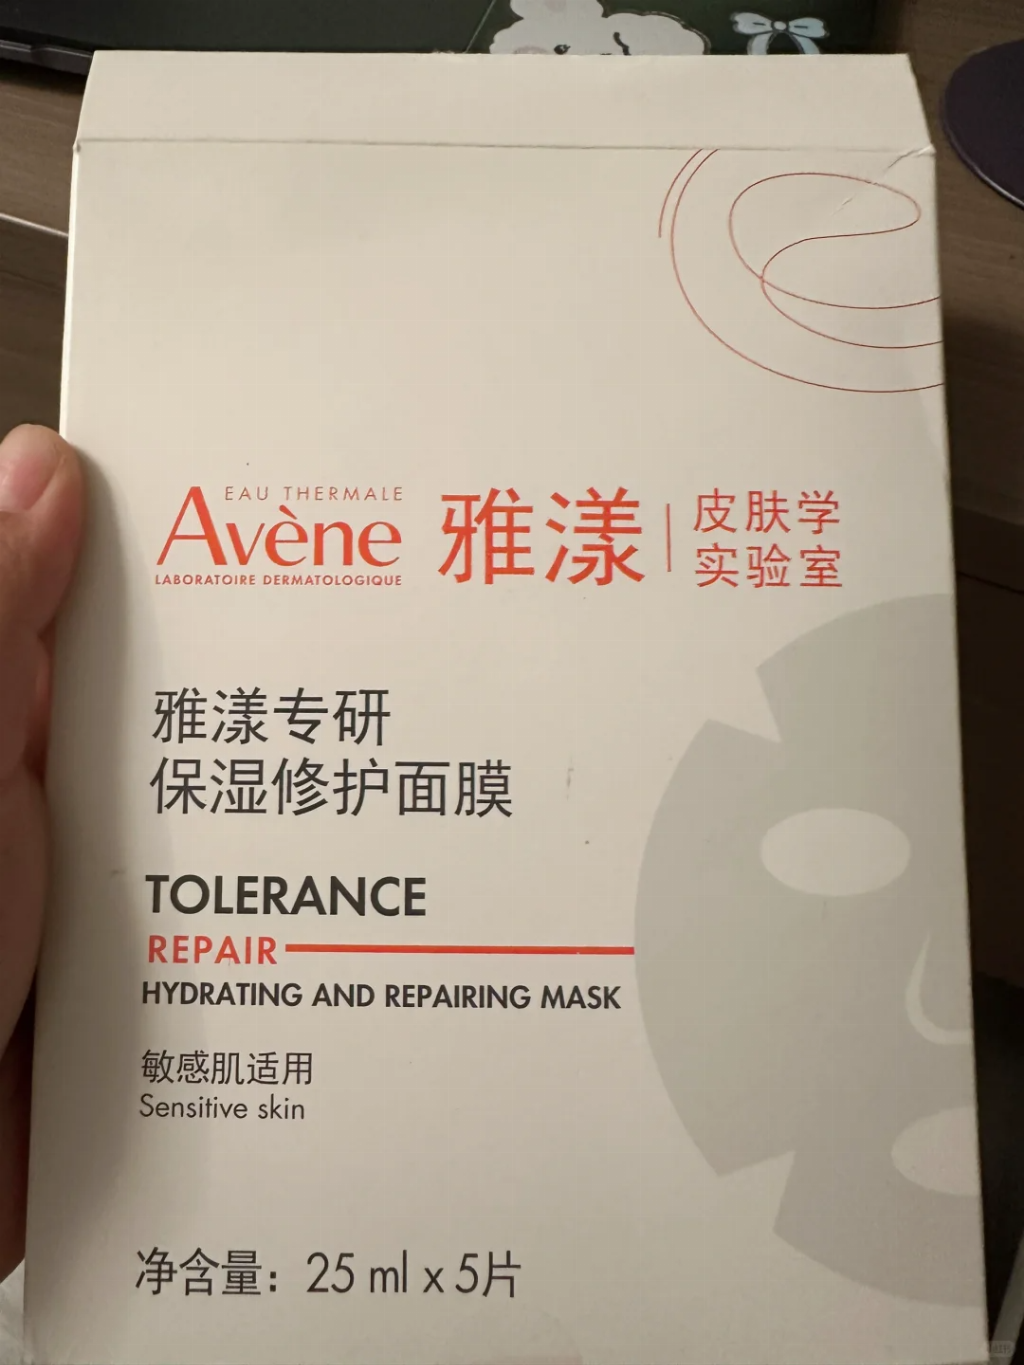 EAU THERMALE
Avène
LABORATOIRE DERMATOLOGIQUE
雅漾
皮肤学
实验室
雅漾专研
保湿修护面膜
TOLERANCE
REPAIR
HYDRATING AND REPAIRING MASK
敏感肌适用
Sensitive skin
净含量：25 ml x 5片